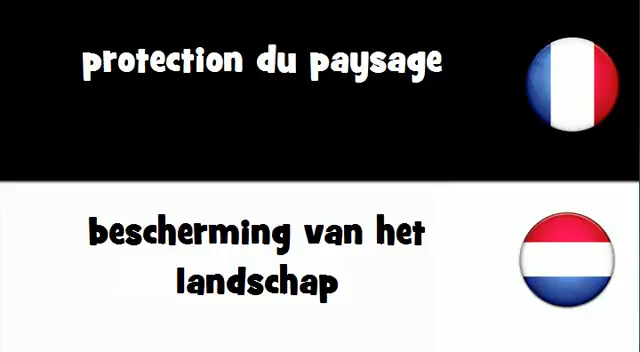 protection du paysage
bescherming van het
landschap